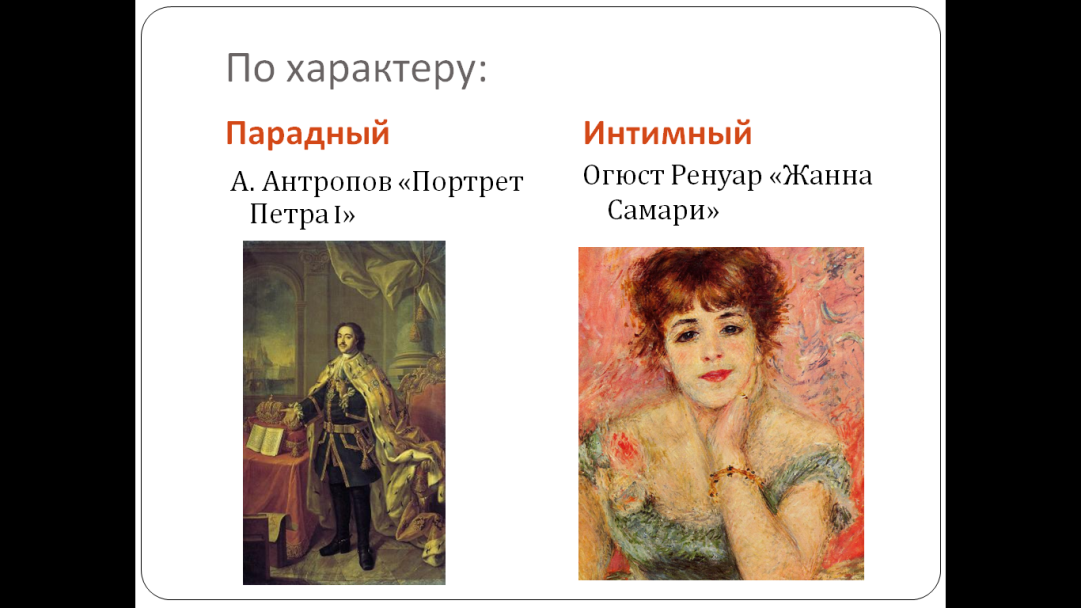 По характеру:
Парадный
А. Антропов «Портрет
Петра I»
Интимный
Огюст Ренуар «Жанна
Самари»